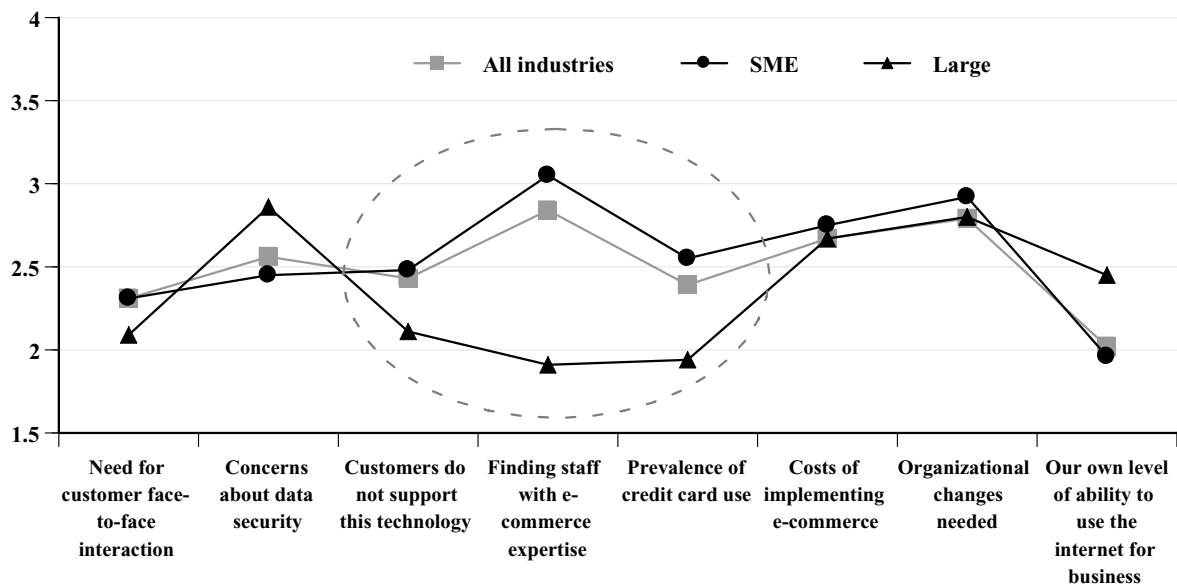 4
All industries SME Large
3.5
3
2.5
2
1.5
Need for
customer face-
to-face
interaction
Concerns
about data
security
Customers do
not support
this technology
Finding staff
with e-
commerce
expertise
Prevalence of
credit card use
Costs of
implementing
e-commerce
Organizational
changes
needed
Our own level
of ability to
use the
internet for
business